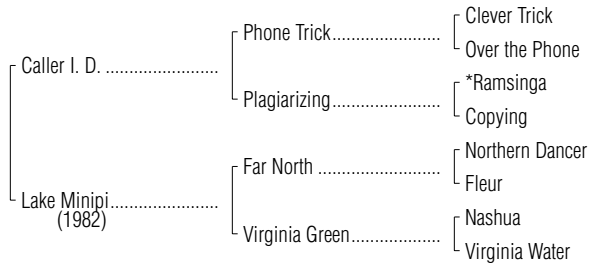 Clever Trick
Phone Trick........................
Over the Phone
Caller I. D. .........................
*Ramsinga
Plagiarizing........................
Copying
Northern Dancer
Far North ...........................
Fleur
Lake Minipi........................
(1982)
Nashua
Virginia Green....................
Virginia Water